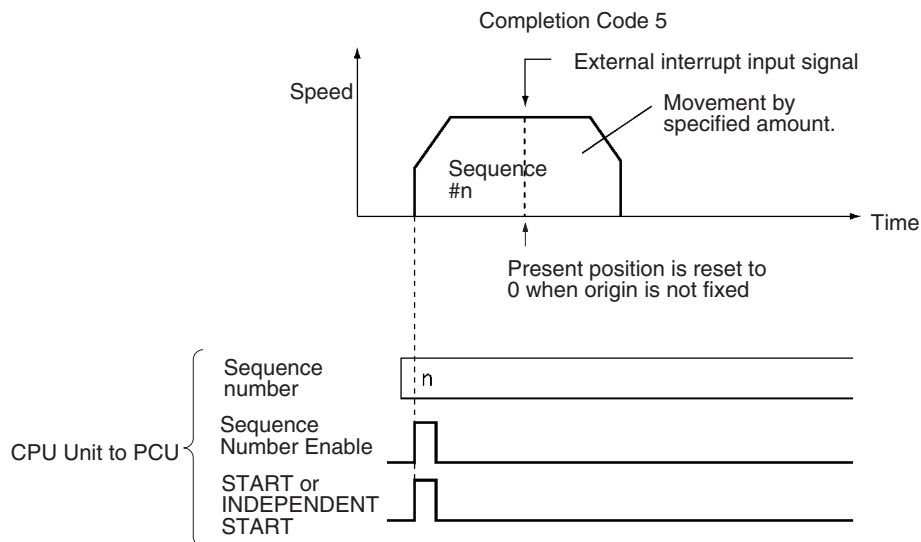 Completion Code 5
External interrupt input signal
Speed
Movement by
specified amount.
Sequence
#n
Time
Present position is reset to
0 when origin is not fixed
Sequence
number
n
Sequence
Number Enable
CPU Unit to PCU
START or
INDEPENDENT
START